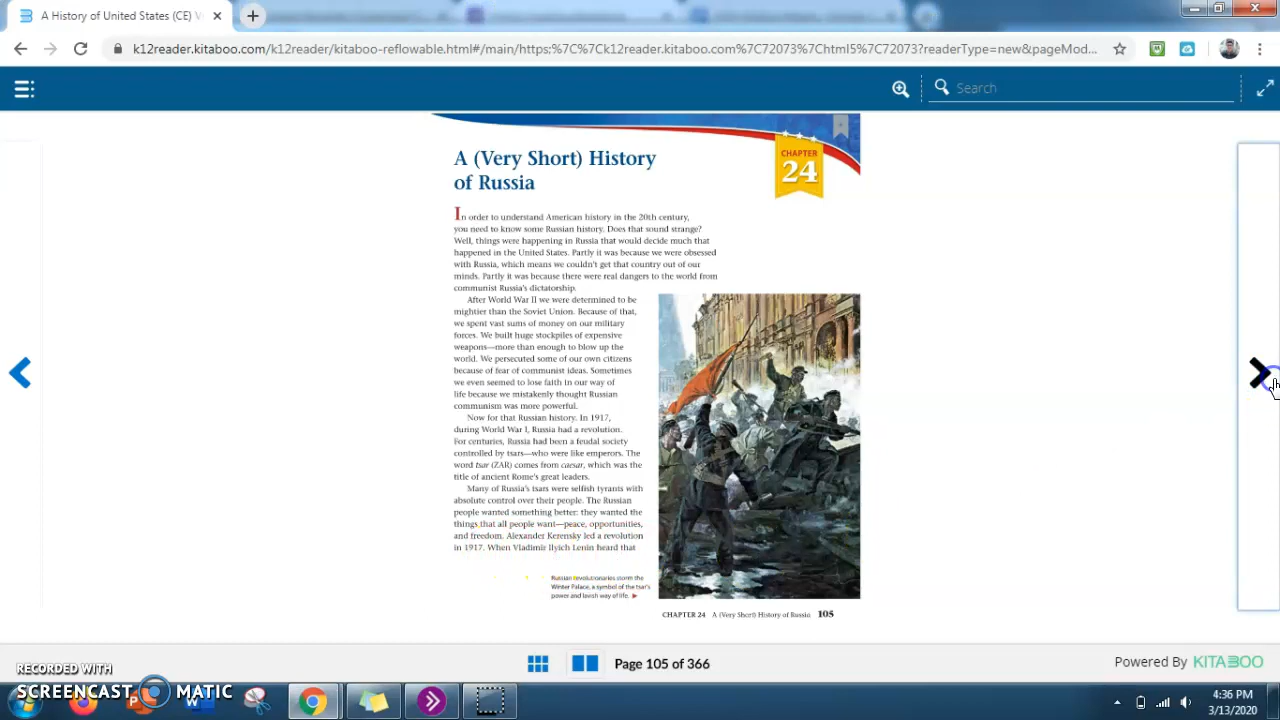 A History of United States (CE) V
k12reader.kitaboo.com/k12reader/kitaboo-reflowable.html#/main/https:;%7C%7Ck12reader.kitaboo.com%7C72073%7Chtml5%7C72073?readerType=new&pageMod...
Search
A (Very Short) History
of Russia
CHAPTER
24
In order to understand American history in the 20th century,
you need to know some Russian history. Does that sound strange?
Well, things were happening in Russia that would decide much that
happened in the United States. Partly it was because we were obsessed
with Russia, which means we couldn't get that country out of our
minds. Partly it was because there were real dangers to the world from
communist Russia's dictatorship.
After World War II we were determined to be
mightier than the Soviet Union. Because of that,
we spent vast sums of money on our military
forces. We built huge stockpiles of expensive
weapons—more than enough to blow up the
world. We persecuted some of our own citizens
because of fear of communist ideas. Sometimes
we even seemed to lose faith in our way of
life because we mistakenly thought Russian
communism was more powerful.
Now for that Russian history. In 1917,
during World War I, Russia had a revolution.
For centuries, Russia had been a feudal society
controlled by tsars—who were like emperors. The
word tsar (ZAR) comes from caesar, which was the
title of ancient Rome's great leaders.
Many of Russia's tsars were selfish tyrants with
absolute control over their people. The Russian
people wanted something better: they wanted the
things that all people want—peace, opportunities,
and freedom. Alexander Kerensky led a revolution
in 1917. When Vladimir Ilyich Lenin heard that
Russian revolutionaries storm the
Winter Palace, a symbol of the tsar's
power and lavish way of life.
CHAPTER 24 A (Very Short) History of Russia 105
Page 105 of 366
Powered By KITABOO
RECORDED WITH
SCREENCAST MATIC
4:36 PM
3/13/2020